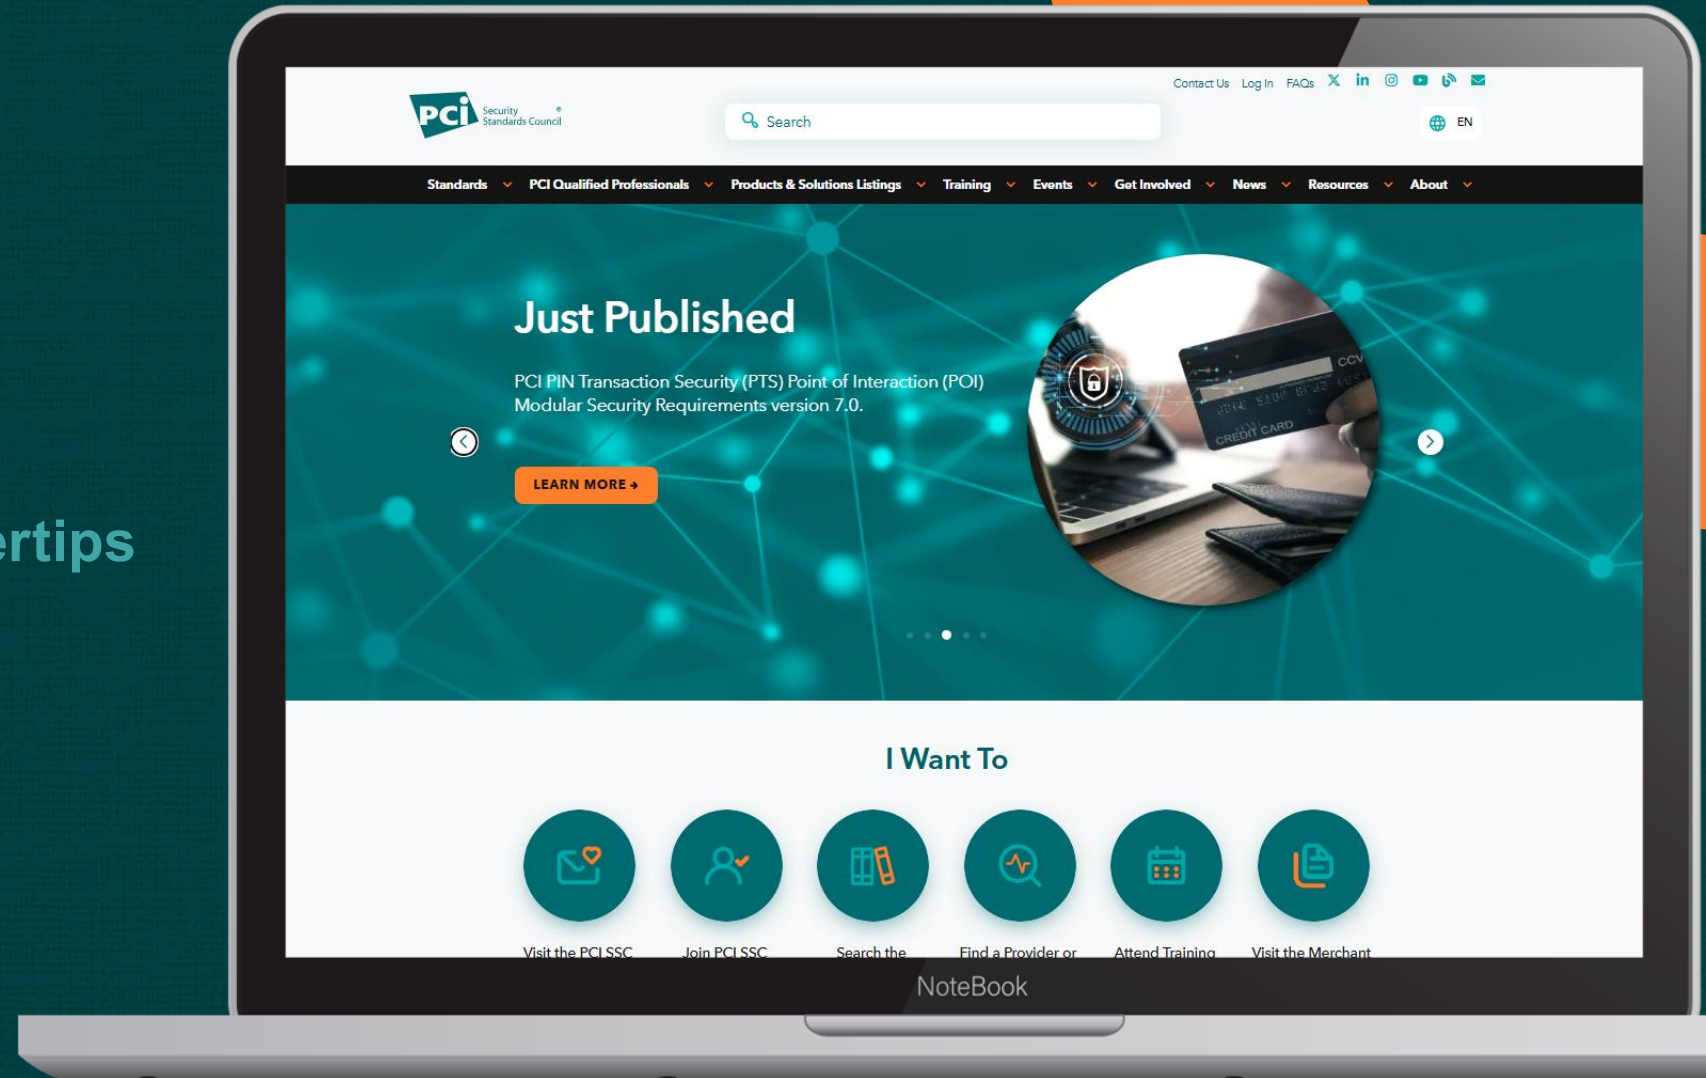 Contact Us Log In FAQs
PCi Security Standards Council ®
Search
EN
Standards PCI Qualified Professionals Products & Solutions Listings Training Events Get Involved News Resources About
Just Published
PCI PIN Transaction Security (PTS) Point of Interaction (POI)
Modular Security Requirements version 7.0.
LEARN MORE
CCV
CREDIT CARD
ertips
I Want To
Visit the PCI SSC Join PCI SSC Search the Find a Provider or Attend Training Visit the Merchant
NoteBook